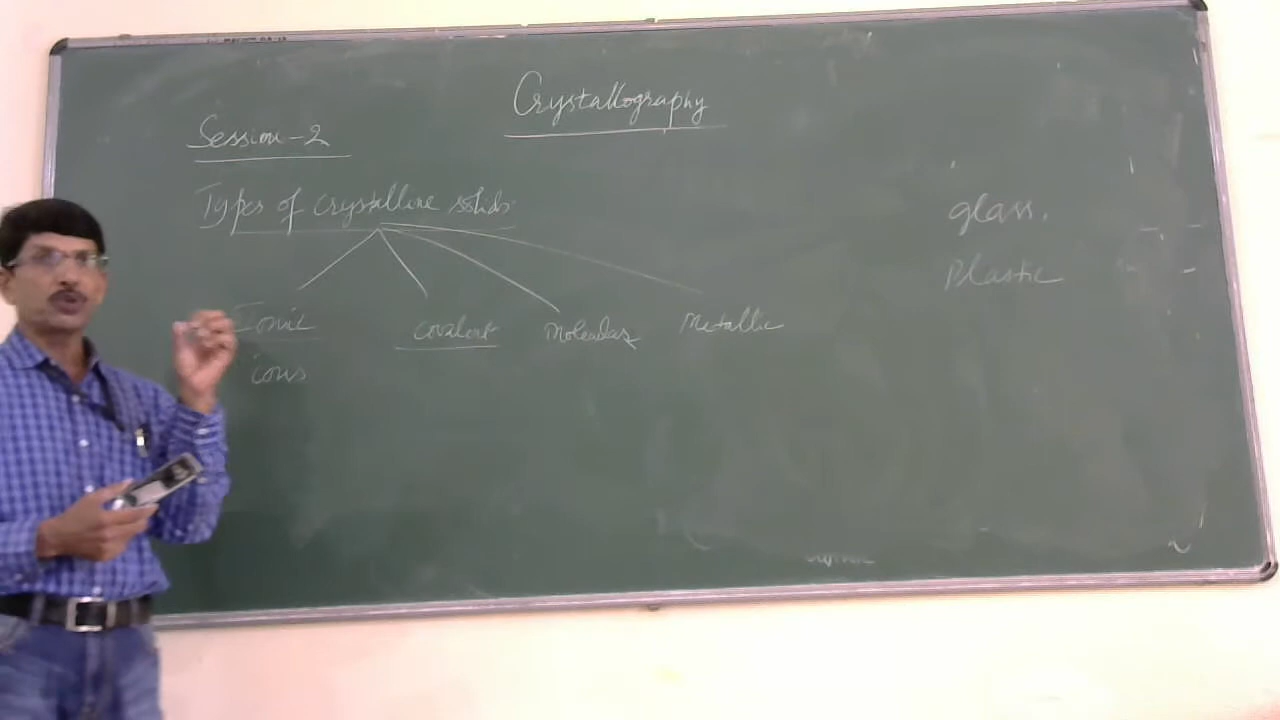 Crystallography
Session-2
Types of crystalline solids
Ionic covalent Molecular Metallic
ions
glass.
Plastic